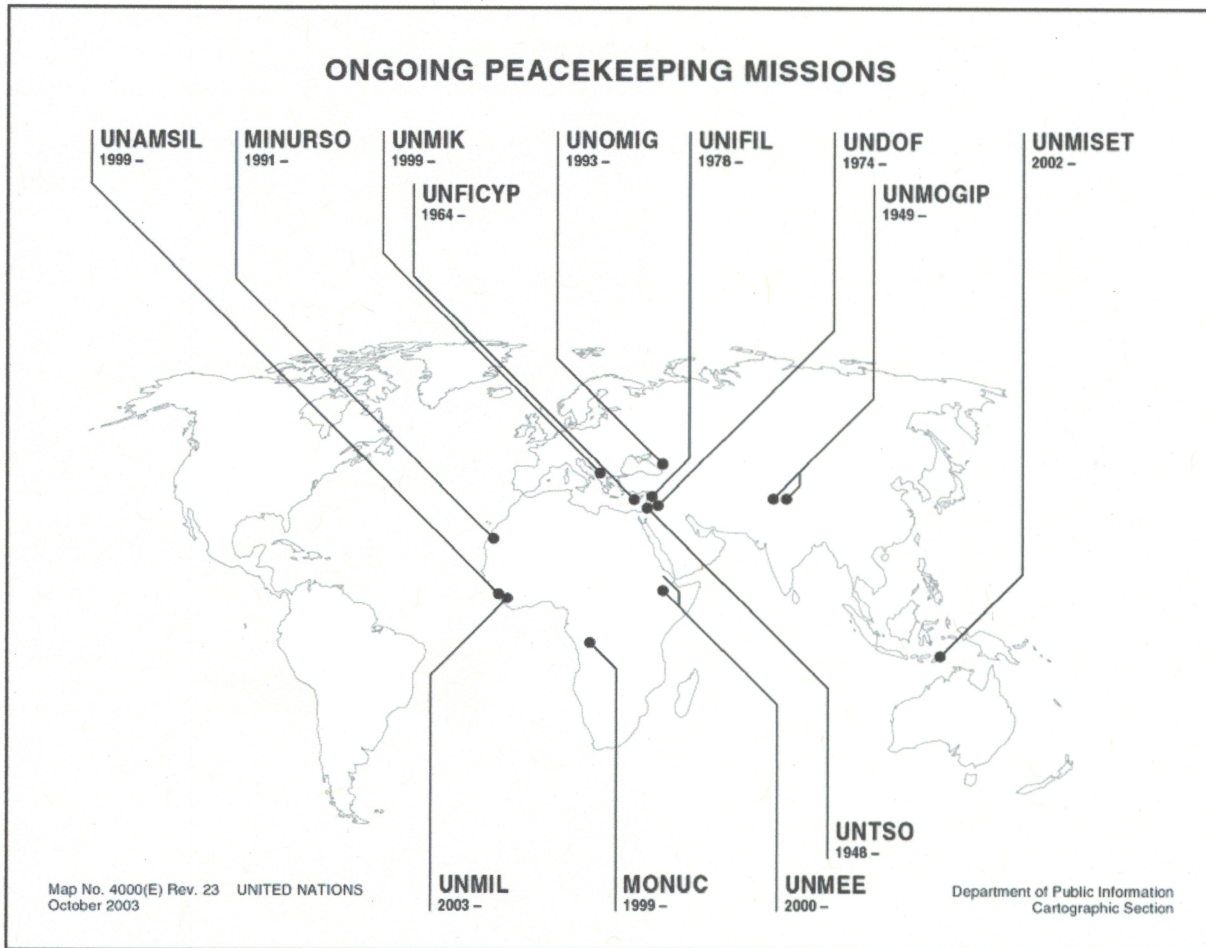 ONGOING PEACEKEEPING MISSIONS
UNAMSIL
1999 –
MINURSO
1991 –
UNMIK
1999 –
UNFICYP
1964 –
UNOMIG
1993 –
UNIFIL
1978 –
UNDOF
1974 –
UNMOGIP
1949 –
UNMISET
2002 –
UNTSO
1948 –
UNMIL
2003 –
MONUC
1999 –
UNMEE
2000 –
Map No. 4000(E) Rev. 23 UNITED NATIONS
October 2003
Department of Public Information
Cartographic Section